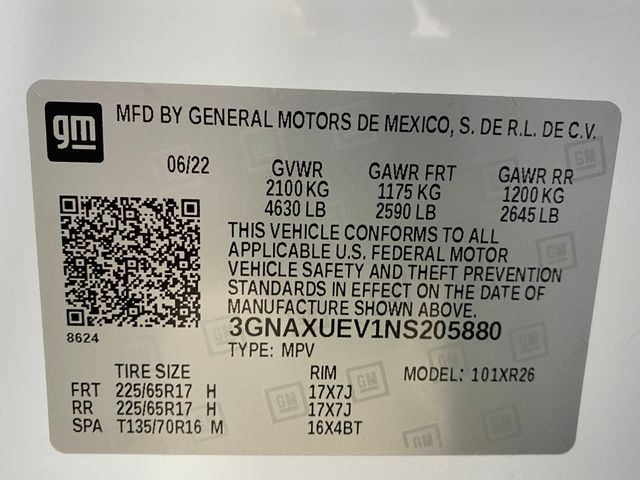 gm MFD BY GENERAL MOTORS DE MEXICO, S. DE R.L. DE C.V.
06/22 GVWR GAWR FRT GAWR RR
2100 KG 1175 KG 1200 KG
4630 LB 2590 LB 2645 LB
THIS VEHICLE CONFORMS TO ALL
APPLICABLE U.S. FEDERAL MOTOR
VEHICLE SAFETY AND THEFT PREVENTION
STANDARDS IN EFFECT ON THE DATE OF
MANUFACTURE SHOWN ABOVE.
8624 3GNAXUEV1NS205880
TYPE: MPV
TIRE SIZE RIM MODEL: 101XR26
FRT 225/65R17 H 17X7J
RR 225/65R17 H 17X7J
SPA T135/70R16 M 16X4BT